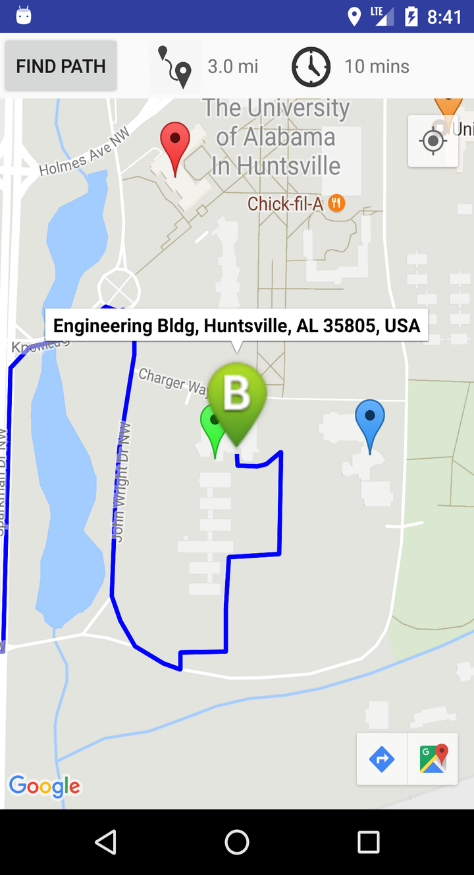 LTE 8:41
FIND PATH 3.0 mi 10 mins
The University
of Alabama
In Huntsville
Holmes Ave NW
Uni
Chick-fil-A
Engineering Bldg, Huntsville, AL 35805, USA
Charger Way
B
John Wright Dr NW
Sparkman Dr NW
G
Google